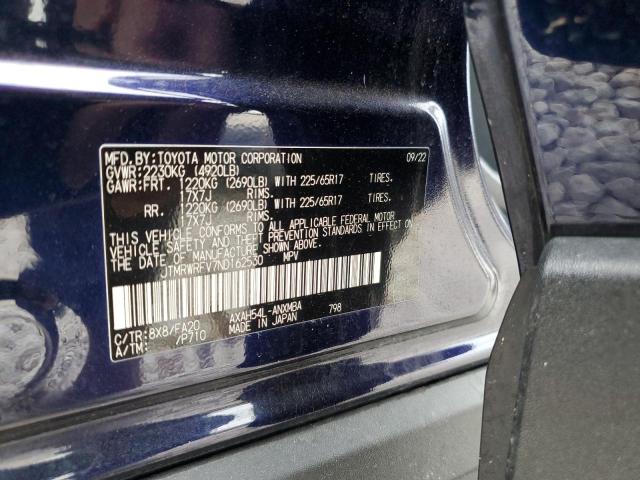 MFD.BY:TOYOTA MOTOR CORPORATION 09/22
GVWR:2230KG (4920LB)
GAWR:FRT. 1220KG (2690LB) WITH 225/65R17 TIRES.
17X7J RIMS.
RR. 1220KG (2690LB) WITH 225/65R17 TIRES.
17X7J RIMS.
THIS VEHICLE CONFORMS TO ALL APPLICABLE FEDERAL MOTOR
VEHICLE SAFETY AND THEFT PREVENTION STANDARDS IN EFFECT ON
THE DATE OF MANUFACTURE SHOWN ABOVE.
JTMRWRFV7ND162530 MPV
AXAH54L-ANXMBA 798
C/TR:8X8/FA20 MADE IN JAPAN
A/TM: /P710